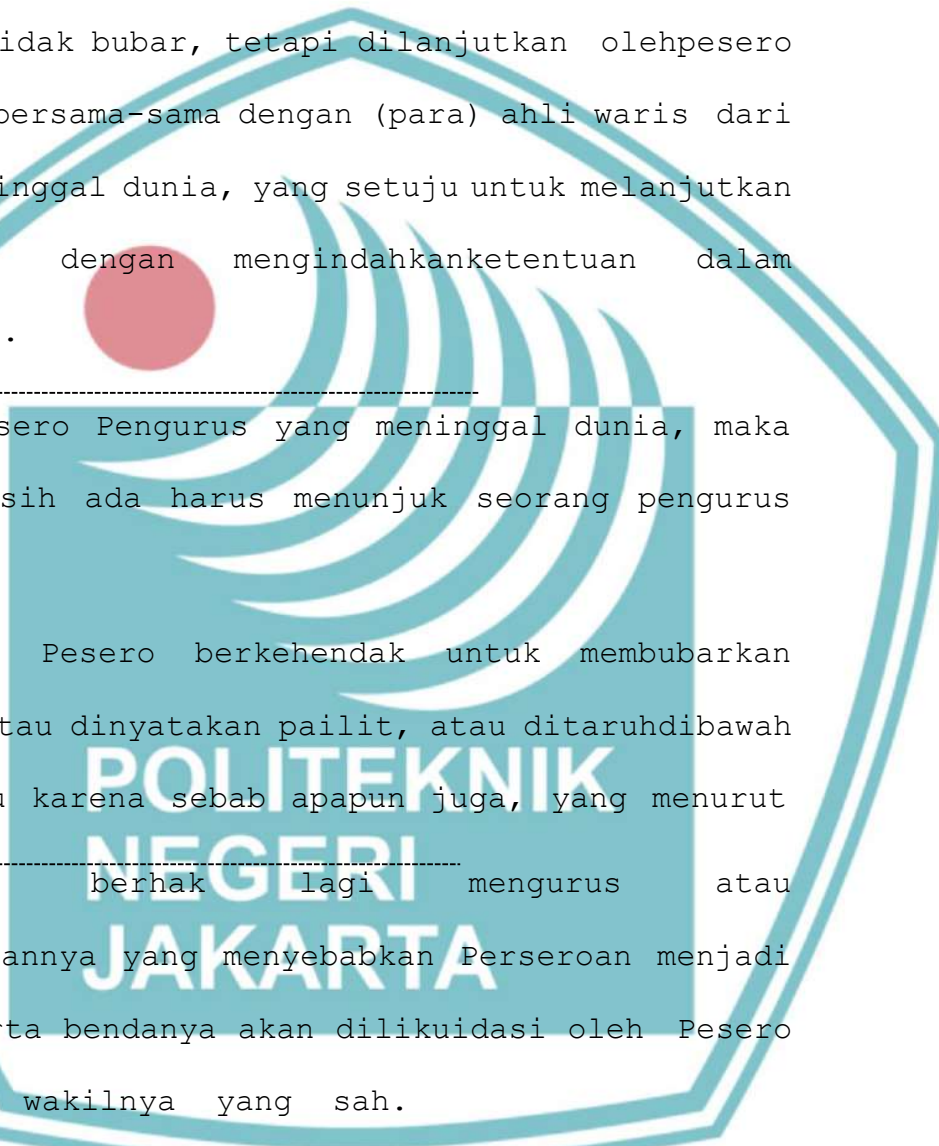 idak bubar, tetapi dilanjutkan olehpesero
bersama-sama dengan (para) ahli waris dari
inggal dunia, yang setuju untuk melanjutkan
dengan mengindahkanketentuan dalam
.
sero Pengurus yang meninggal dunia, maka
sih ada harus menunjuk seorang pengurus
Pesero berkehendak untuk membubarkan
tau dinyatakan pailit, atau ditaruhdibawah
u karena sebab apapun juga, yang menurut
berhak lagi mengurus atau
annya yang menyebabkan Perseroan menjadi
rta bendanya akan dilikuidasi oleh Pesero
wakilnya yang sah.
POLITEKNIK
NEGERI
JAKARTA